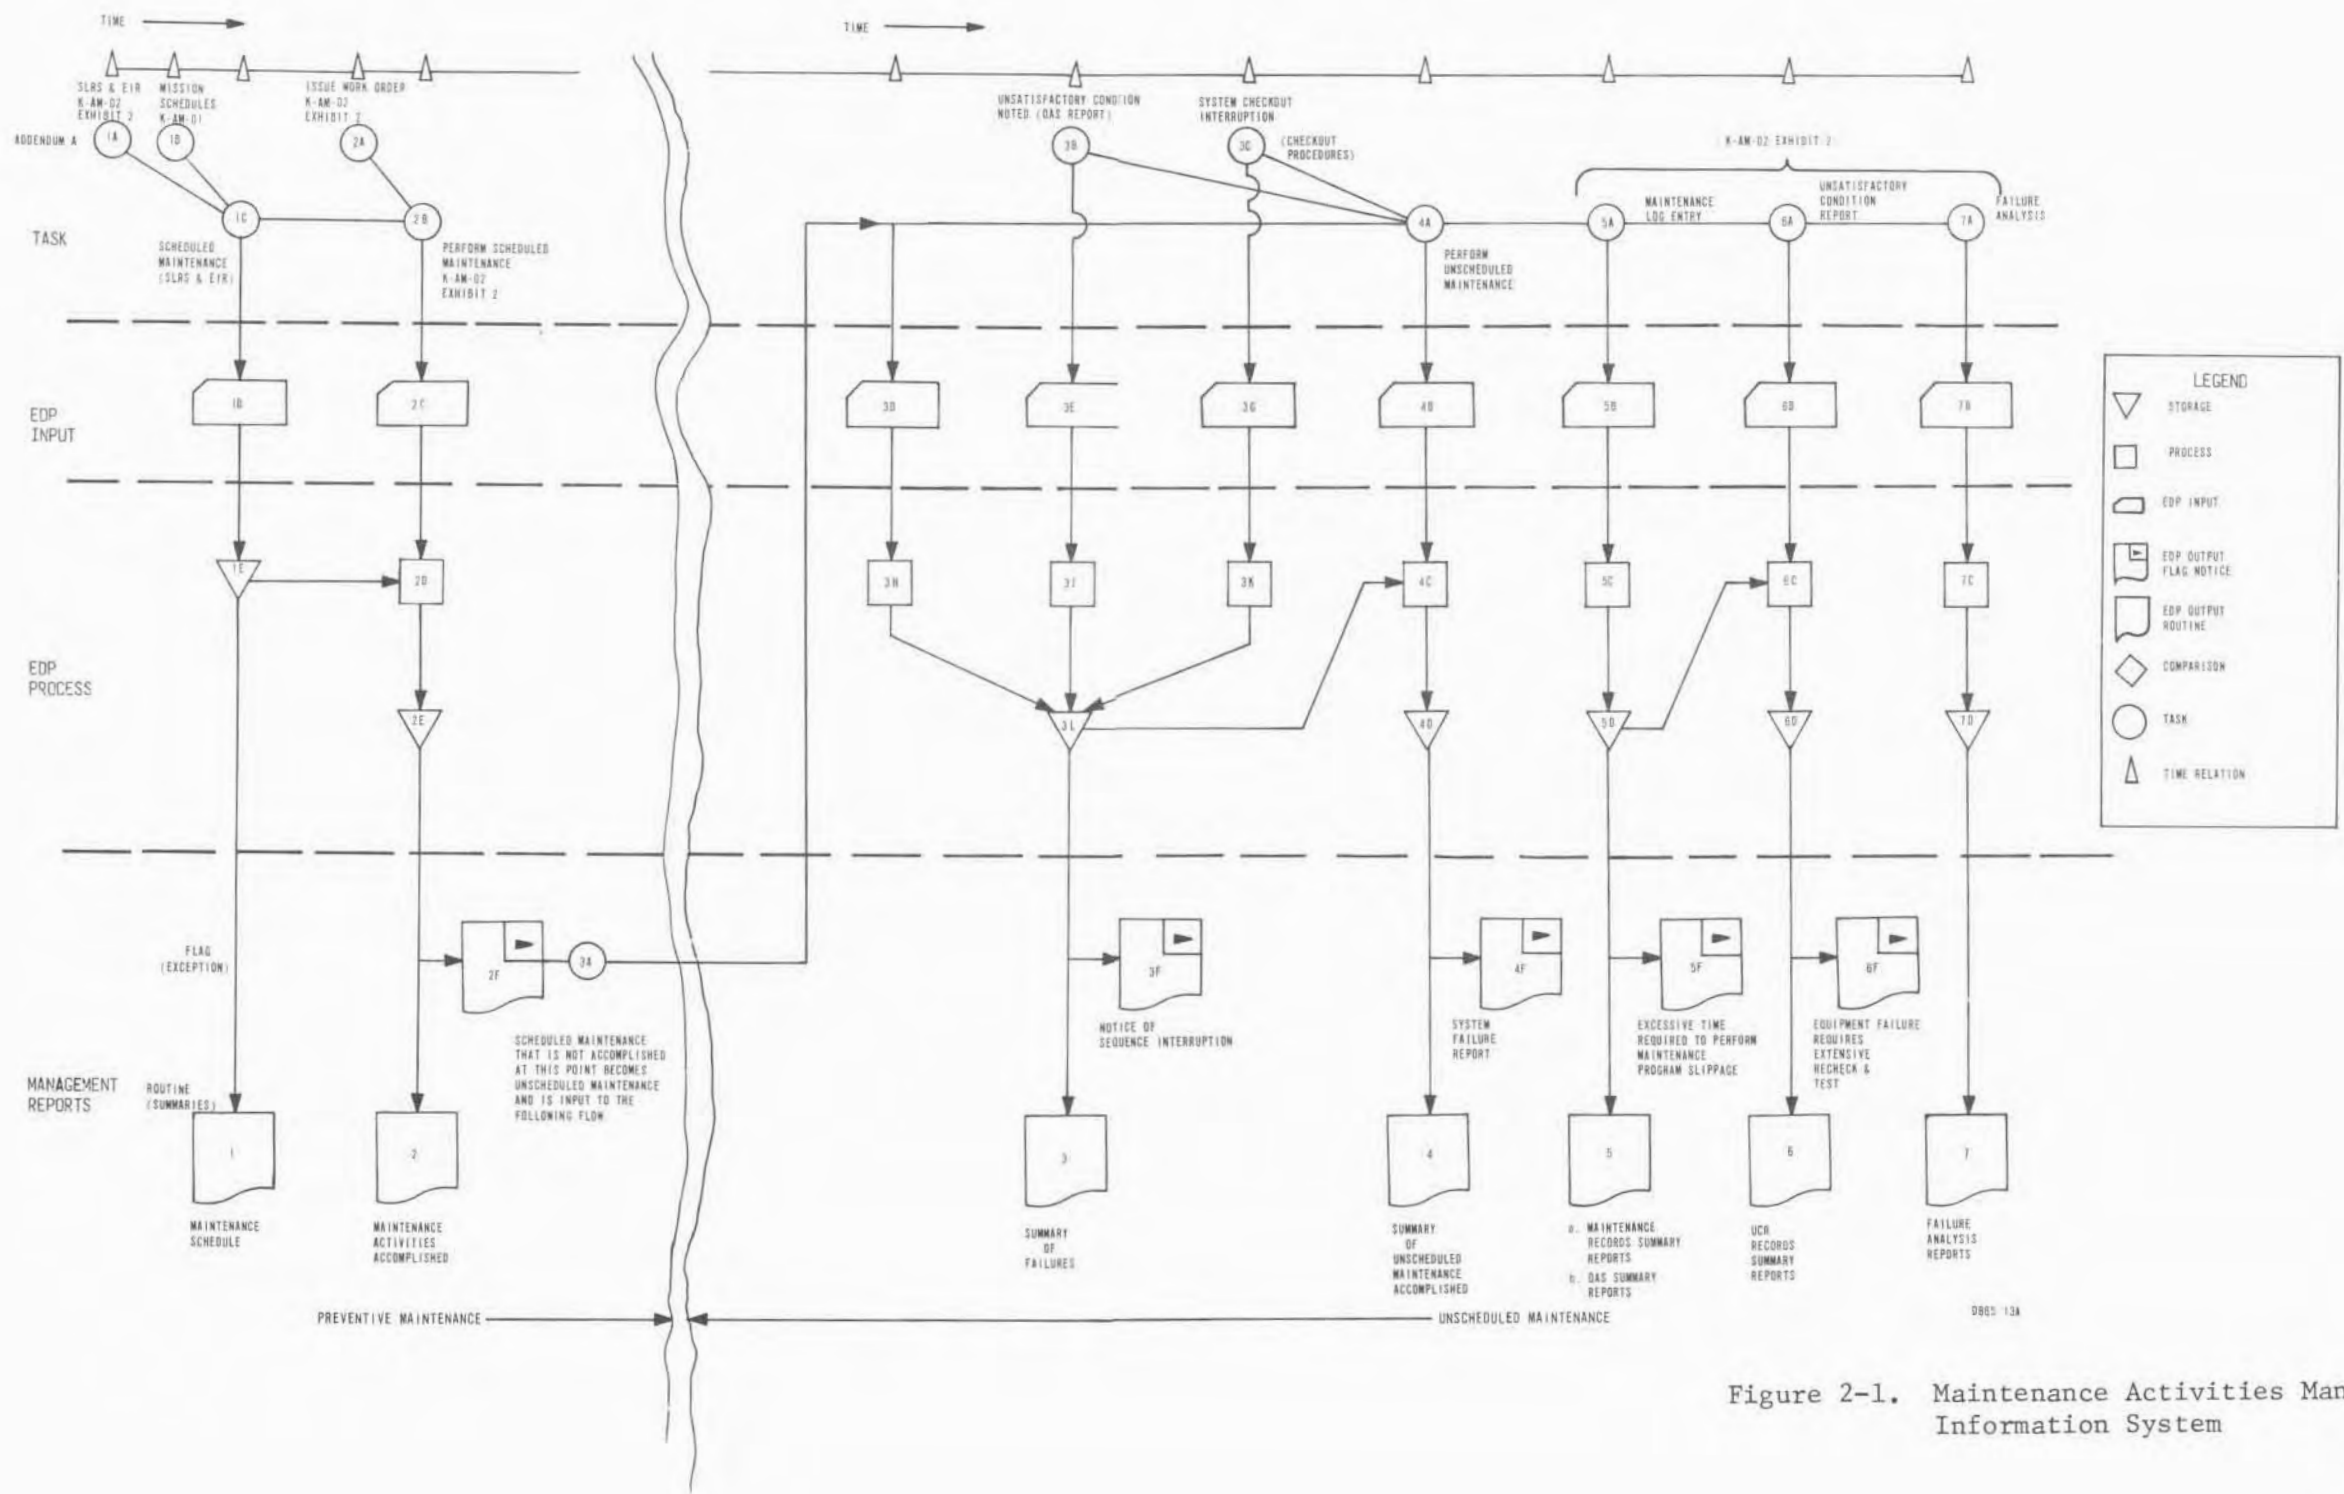 TIME
TIME
SLRS & EIR
K-AM-02
EXHIBIT 2
MISSION
SCHEDULES
K-AM-01
ISSUE WORK ORDER
K-AM-02
EXHIBIT 2
UNSATISFACTORY CONDITION
NOTED (OAS REPORT)
SYSTEM CHECKOUT
INTERRUPTION
(CHECKOUT
PROCEDURES)
K-AM-02 EXHIBIT 2
ADDENDUM A
1A
1B
2A
3B
3C
TASK
1C
2B
4A
5A
MAINTENANCE
LOG ENTRY
6A
UNSATISFACTORY
CONDITION
REPORT
7A
FAILURE
ANALYSIS
SCHEDULED
MAINTENANCE
(SLRS & EIR)
PERFORM SCHEDULED
MAINTENANCE
K-AM-02
EXHIBIT 2
PERFORM
UNSCHEDULED
MAINTENANCE
EDP
INPUT
1D
2C
3D
3E
3G
4B
5B
6B
7B
EDP
PROCESS
1E
2D
3H
3J
3K
4C
5C
6C
7C
2E
3L
4D
5D
6D
7D
FLAG
(EXCEPTION)
2F
3A
3F
4F
5F
6F
SCHEDULED MAINTENANCE
THAT IS NOT ACCOMPLISHED
AT THIS POINT BECOMES
UNSCHEDULED MAINTENANCE
AND IS INPUT TO THE
FOLLOWING FLOW
NOTICE OF
SEQUENCE INTERRUPTION
SYSTEM
FAILURE
REPORT
EXCESSIVE TIME
REQUIRED TO PERFORM
MAINTENANCE
PROGRAM SLIPPAGE
EQUIPMENT FAILURE
REQUIRES
EXTENSIVE
RECHECK &
TEST
MANAGEMENT
REPORTS
ROUTINE
(SUMMARIES)
1
2
3
4
5
6
7
MAINTENANCE
SCHEDULE
MAINTENANCE
ACTIVITIES
ACCOMPLISHED
SUMMARY
OF
FAILURES
SUMMARY
OF
UNSCHEDULED
MAINTENANCE
ACCOMPLISHED
a. MAINTENANCE
RECORDS SUMMARY
REPORTS
b. OAS SUMMARY
REPORTS
UCR
RECORDS
SUMMARY
REPORTS
FAILURE
ANALYSIS
REPORTS
PREVENTIVE MAINTENANCE
UNSCHEDULED MAINTENANCE
LEGEND
STORAGE
PROCESS
EDP INPUT
EDP OUTPUT
FLAG NOTICE
EDP OUTPUT
ROUTINE
COMPARISON
TASK
TIME RELATION
Figure 2-1. Maintenance Activities Man
Information System